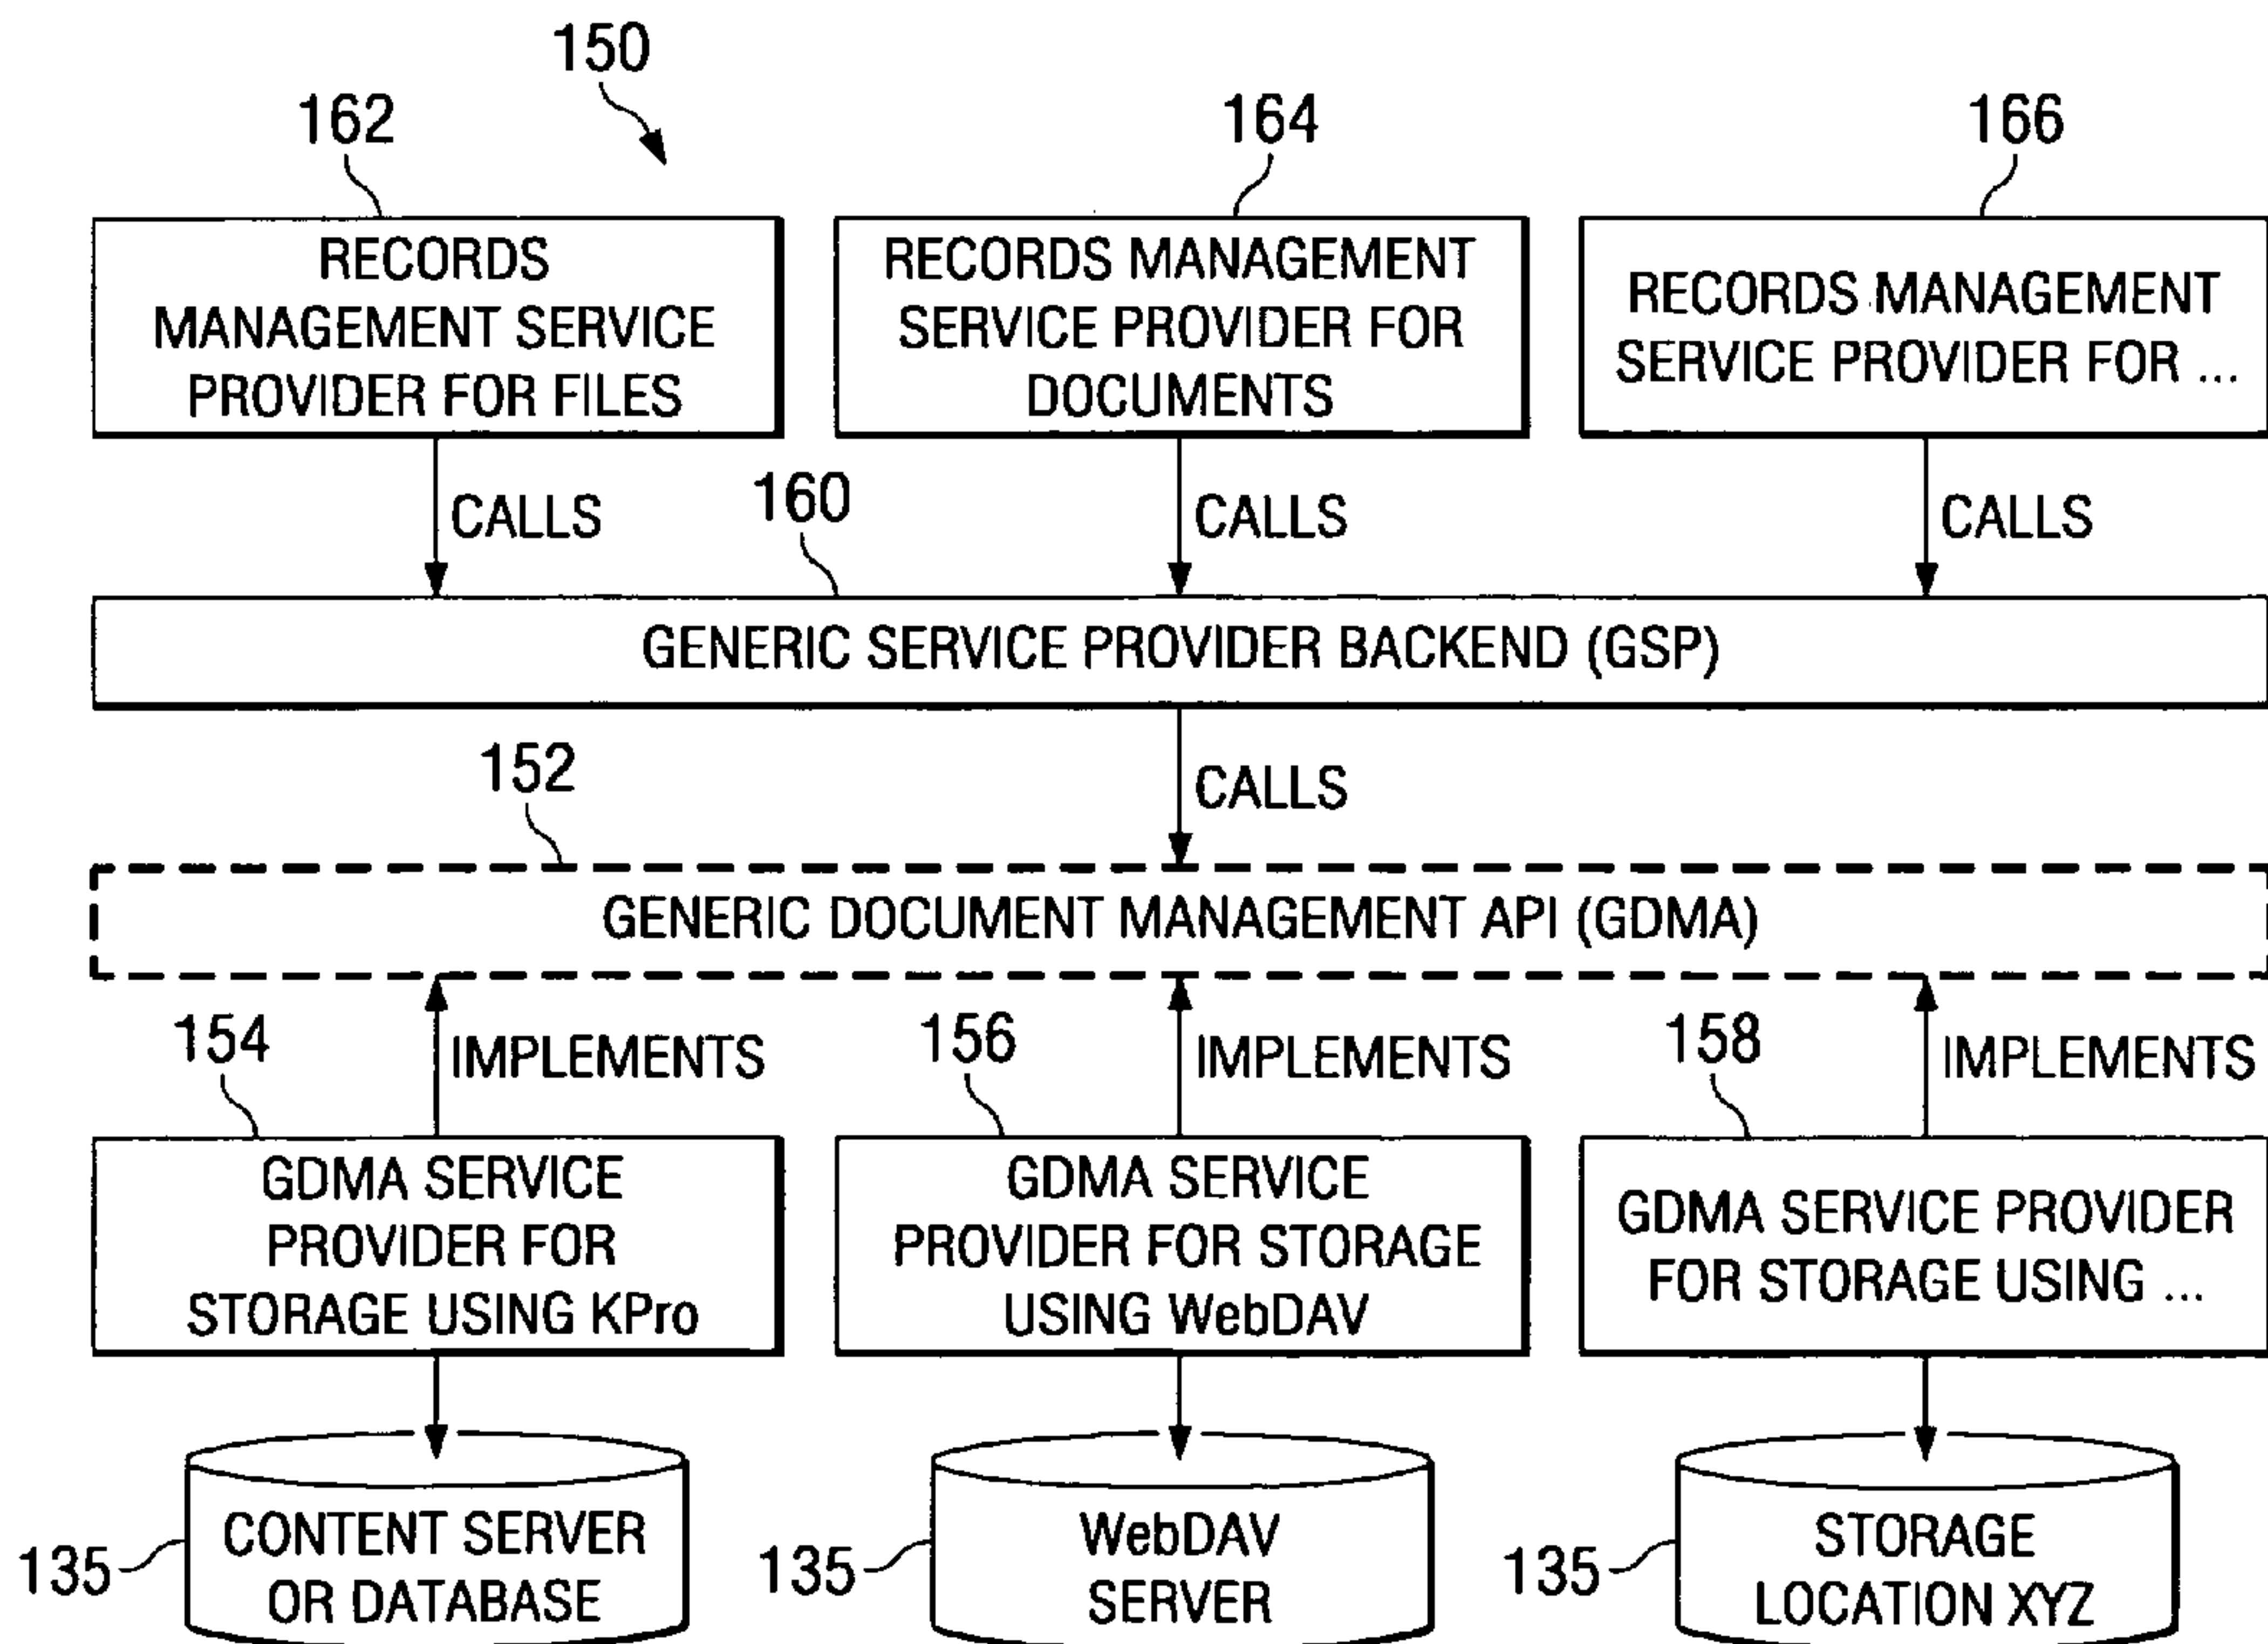 150
162
164
166
RECORDS
MANAGEMENT SERVICE
PROVIDER FOR FILES
RECORDS MANAGEMENT
SERVICE PROVIDER FOR
DOCUMENTS
RECORDS MANAGEMENT
SERVICE PROVIDER FOR ...
CALLS
160
CALLS
CALLS
GENERIC SERVICE PROVIDER BACKEND (GSP)
152
CALLS
GENERIC DOCUMENT MANAGEMENT API (GDMA)
154
IMPLEMENTS
156
IMPLEMENTS
158
IMPLEMENTS
GDMA SERVICE
PROVIDER FOR
STORAGE USING KPro
GDMA SERVICE
PROVIDER FOR STORAGE
USING WebDAV
GDMA SERVICE PROVIDER
FOR STORAGE USING ...
135
CONTENT SERVER
OR DATABASE
135
WebDAV
SERVER
135
STORAGE
LOCATION XYZ